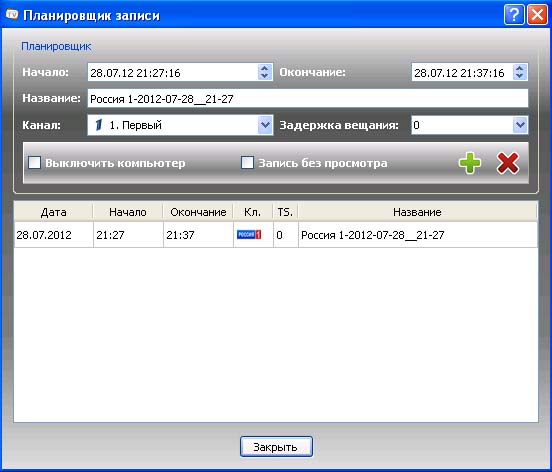 TV Планировщик записи
Планировщик
Начало: 28.07.12 21:27:16 Окончание: 28.07.12 21:37:16
Название: Россия 1-2012-07-28__21-27
Канал: 1. Первый Задержка вещания: 0
Выключить компьютер Запись без просмотра
Дата Начало Окончание Кл. TS. Название
28.07.2012 21:27 21:37 РОССИЯ 1 0 Россия 1-2012-07-28__21-27
Закрыть